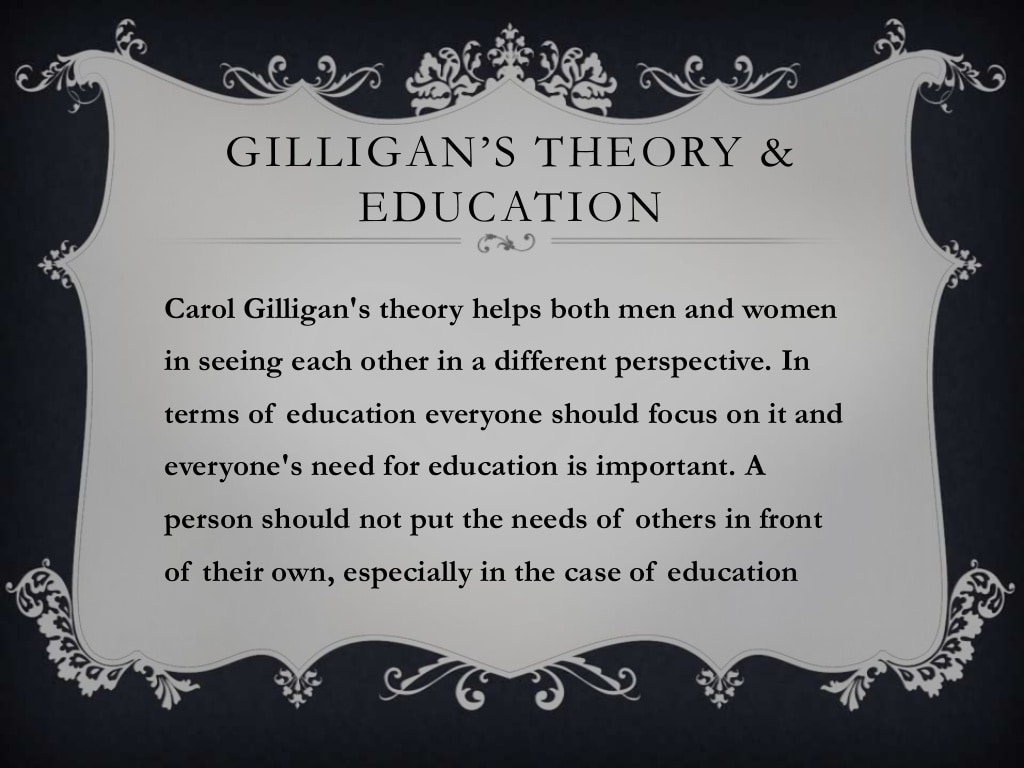 GILLIGAN’S THEORY &
EDUCATION
Carol Gilligan's theory helps both men and women
in seeing each other in a different perspective. In
terms of education everyone should focus on it and
everyone's need for education is important. A
person should not put the needs of others in front
of their own, especially in the case of education